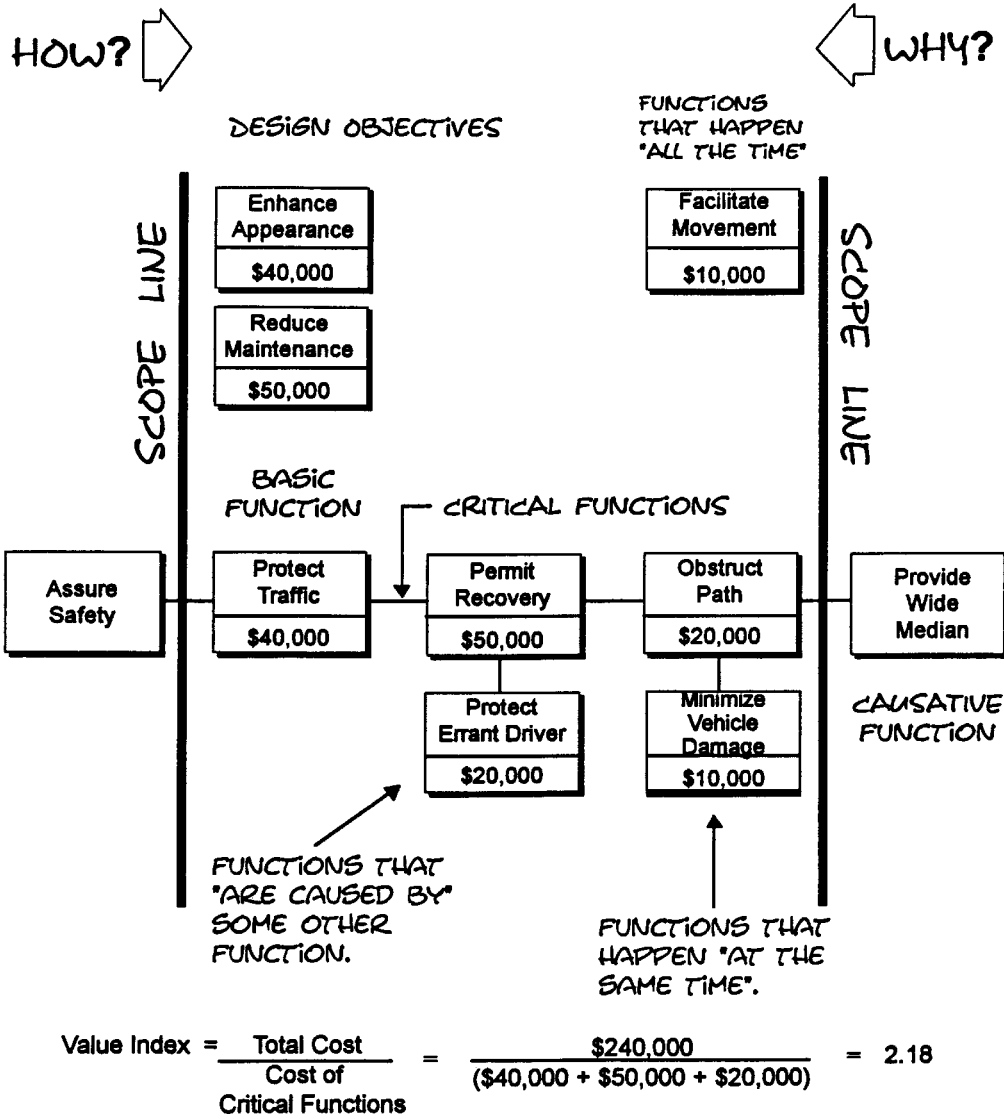 HOW?
WHY?
DESIGN OBJECTIVES
FUNCTIONS
THAT HAPPEN
"ALL THE TIME"
SCOPE LINE
Enhance
Appearance
$40,000
Facilitate
Movement
$10,000
SCOPE LINE
Reduce
Maintenance
$50,000
BASIC
FUNCTION
CRITICAL FUNCTIONS
Assure
Safety
Protect
Traffic
$40,000
Permit
Recovery
$50,000
Obstruct
Path
$20,000
Provide
Wide
Median
Protect
Errant Driver
$20,000
Minimize
Vehicle
Damage
$10,000
CAUSATIVE
FUNCTION
FUNCTIONS THAT
"ARE CAUSED BY"
SOME OTHER
FUNCTION.
FUNCTIONS THAT
HAPPEN "AT THE
SAME TIME".
Value Index = Total Cost = $240,000 = 2.18
Cost of ($40,000 + $50,000 + $20,000)
Critical Functions